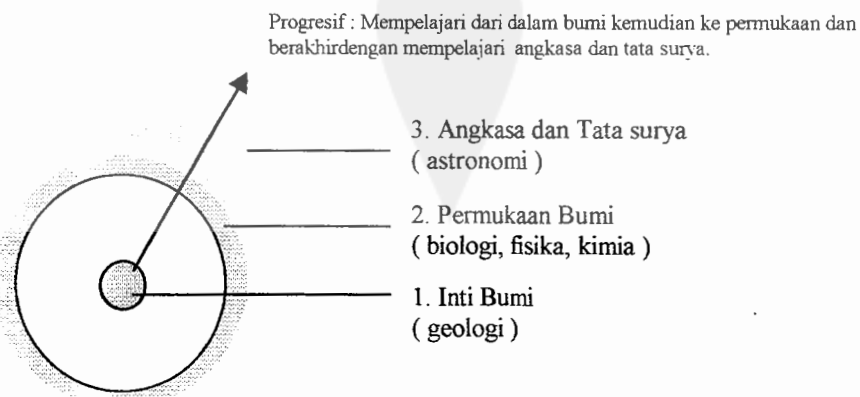 Progresif : Mempelajari dari dalam bumi kemudian ke permukaan dan
berakhirdengan mempelajari angkasa dan tata surya.
3. Angkasa dan Tata surya
( astronomi )
2. Permukaan Bumi
( biologi, fisika, kimia )
1. Inti Bumi
( geologi )